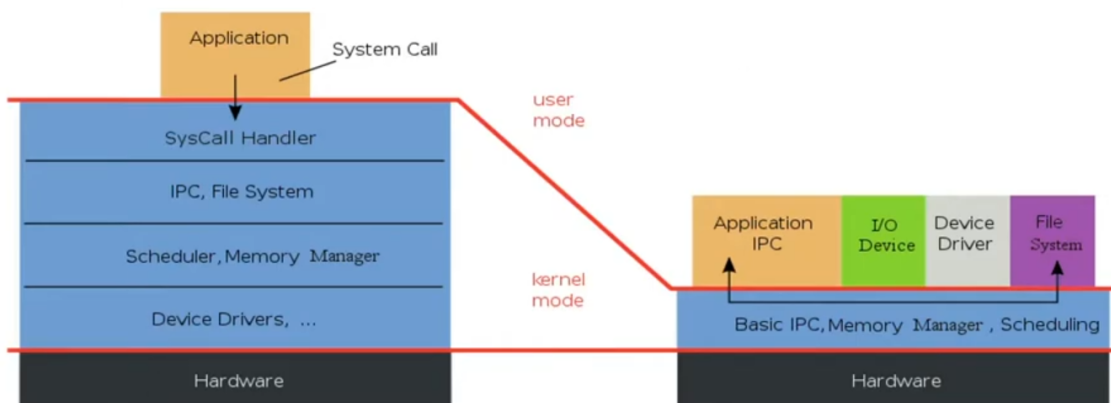 Application
System Call
SysCall Handler
IPC, File System
Scheduler, Memory Manager
Device Drivers, ...
Hardware
user
mode
kernel
mode
Application
IPC
I/O
Device
Device
Driver
File
System
Basic IPC, Memory Manager , Scheduling
Hardware